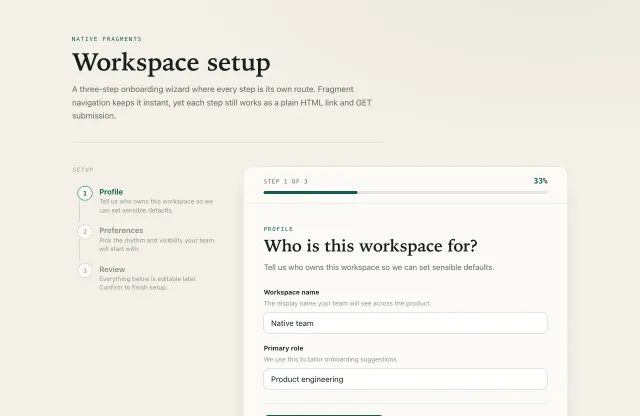 NATIVE FRAGMENTS
Workspace setup
A three-step onboarding wizard where every step is its own route. Fragment
navigation keeps it instant, yet each step still works as a plain HTML link and GET
submission.
SETUP
1
Profile
Tell us who owns this workspace so we
can set sensible defaults.
2
Preferences
Pick the rhythm and visibility your team
will start with.
3
Review
Everything below is editable later.
Confirm to finish setup.
STEP 1 OF 3
33%
PROFILE
Who is this workspace for?
Tell us who owns this workspace so we can set sensible defaults.
Workspace name
The display name your team will see across the product.
Native team
Primary role
We use this to tailor onboarding suggestions.
Product engineering